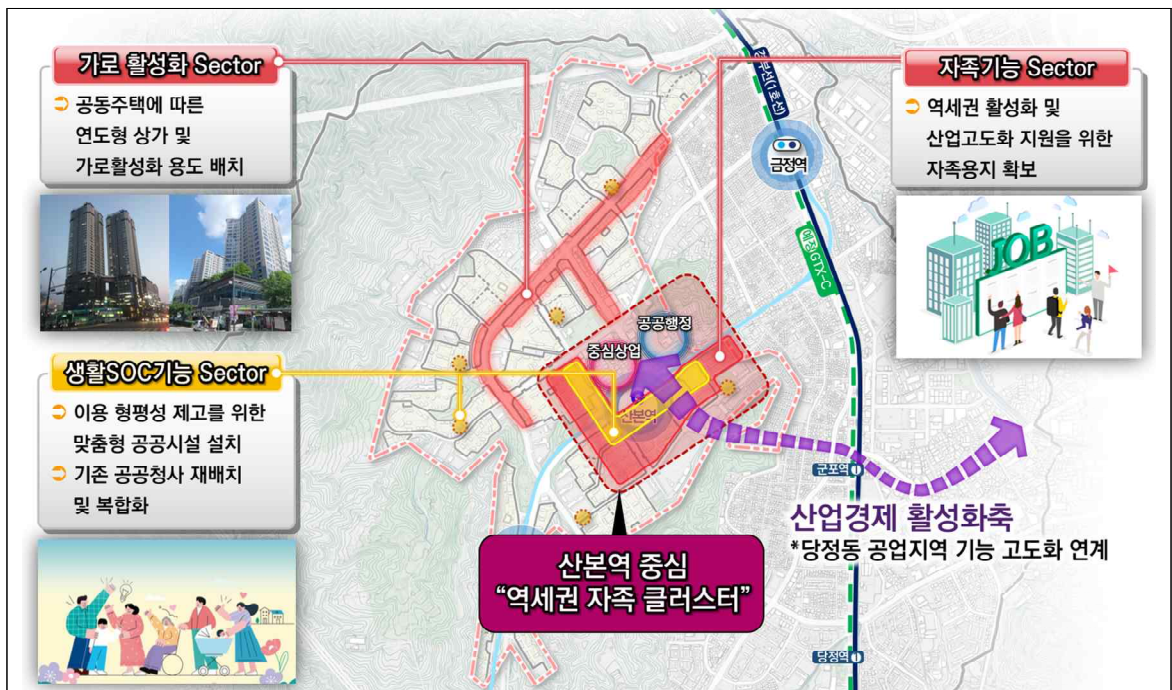 가로 활성화 Sector
➲ 공동주택에 따른
연도형 상가 및
가로활성화 용도 배치
생활SOC기능 Sector
➲ 이용 형평성 제고를 위한
맞춤형 공공시설 설치
➲ 기존 공공청사 재배치
및 복합화
경부선(1호선)
금정역
예정 GTX-C
공공행정
중심상업
산본역
군포역
당정역
산본역 중심
“역세권 자족 클러스터”
산업경제 활성화축
*당정동 공업지역 기능 고도화 연계
자족기능 Sector
➲ 역세권 활성화 및
산업고도화 지원을 위한
자족용지 확보
JOB